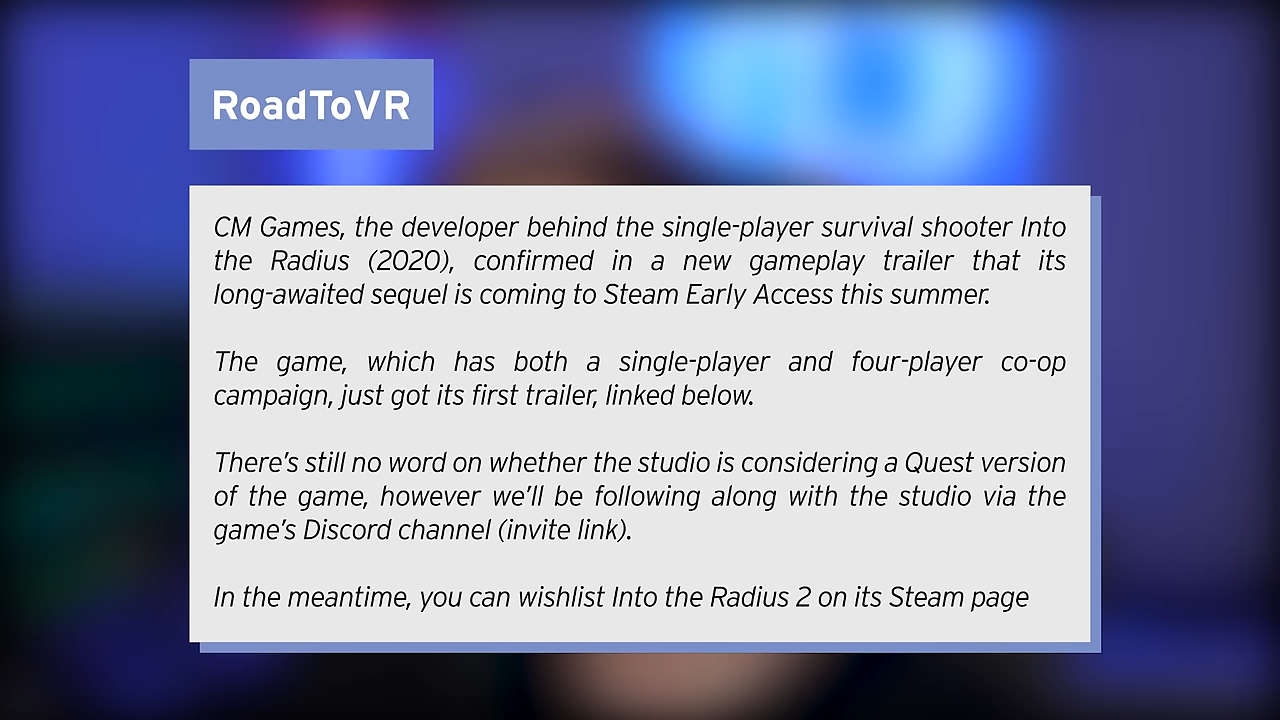 RoadToVR
CM Games, the developer behind the single-player survival shooter Into
the Radius (2020), confirmed in a new gameplay trailer that its
long-awaited sequel is coming to Steam Early Access this summer.
The game, which has both a single-player and four-player co-op
campaign, just got its first trailer, linked below.
There's still no word on whether the studio is considering a Quest version
of the game, however we'll be following along with the studio via the
game's Discord channel (invite link).
In the meantime, you can wishlist Into the Radius 2 on its Steam page